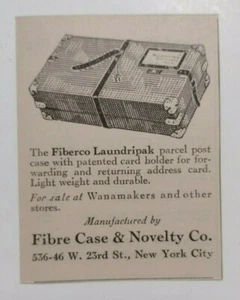 The Fiberco Laundripak parcel post
case with patented card holder for for-
warding and returning address card.
Light weight and durable.
For sale at Wanamakers and other
stores.
Manufactured by
Fibre Case & Novelty Co.
536-46 W. 23rd St., New York City